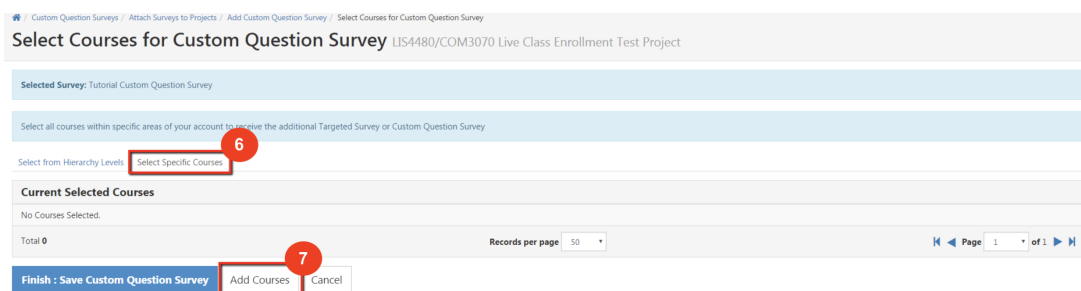 / Custom Question Surveys / Attach Surveys to Projects / Add Custom Question Survey / Select Courses for Custom Question Survey
Select Courses for Custom Question Survey LIS4480/COM3070 Live Class Enrollment Test Project
Selected Survey: Tutorial Custom Question Survey
Select all courses within specific areas of your account to receive the additional Targeted Survey or Custom Question Survey
6
Select from Hierarchy Levels Select Specific Courses
Current Selected Courses
No Courses Selected.
Total 0 Records per page 50 Page 1 of 1
7
Finish : Save Custom Question Survey Add Courses Cancel